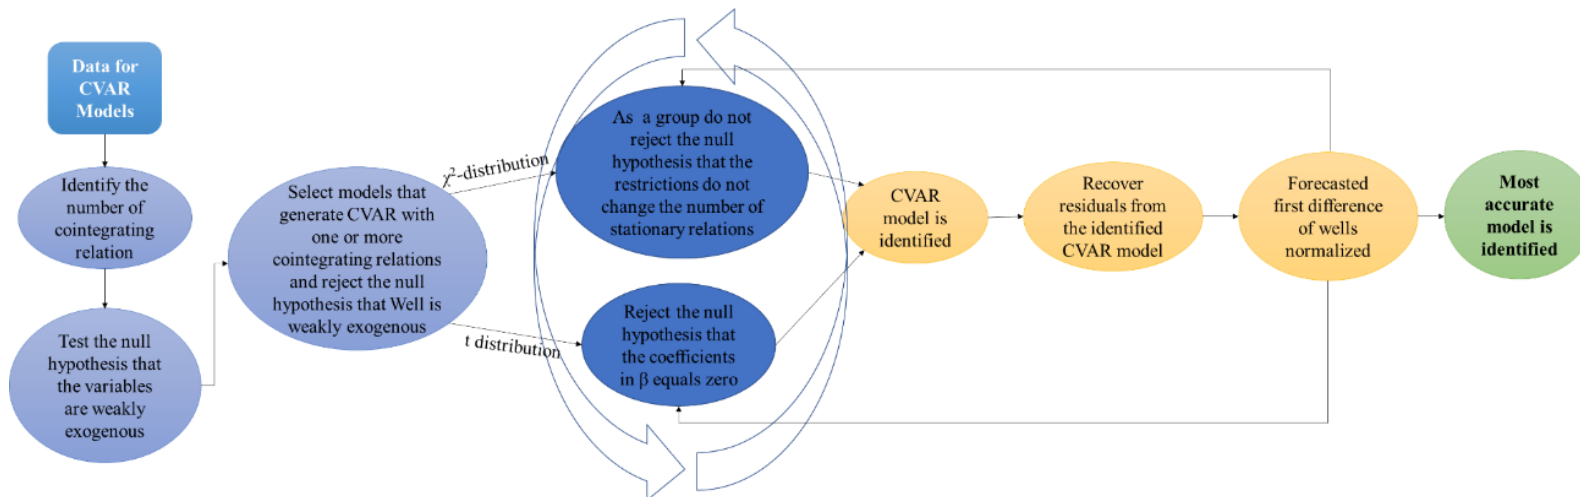 Data for
CVAR
Models
Identify the
number of
cointegrating
relation
Test the null
hypothesis that
the variables
are weakly
exogenous
Select models that
generate CVAR with
one or more
cointegrating relations
and reject the null
hypothesis that Well is
weakly exogenous
χ²-distribution
t distribution
As a group do not
reject the null
hypothesis that the
restrictions do not
change the number of
stationary relations
Reject the null
hypothesis that
the coefficients
in β equals zero
CVAR
model is
identified
Recover
residuals from
the identified
CVAR model
Forecasted
first difference
of wells
normalized
Most
accurate
model is
identified